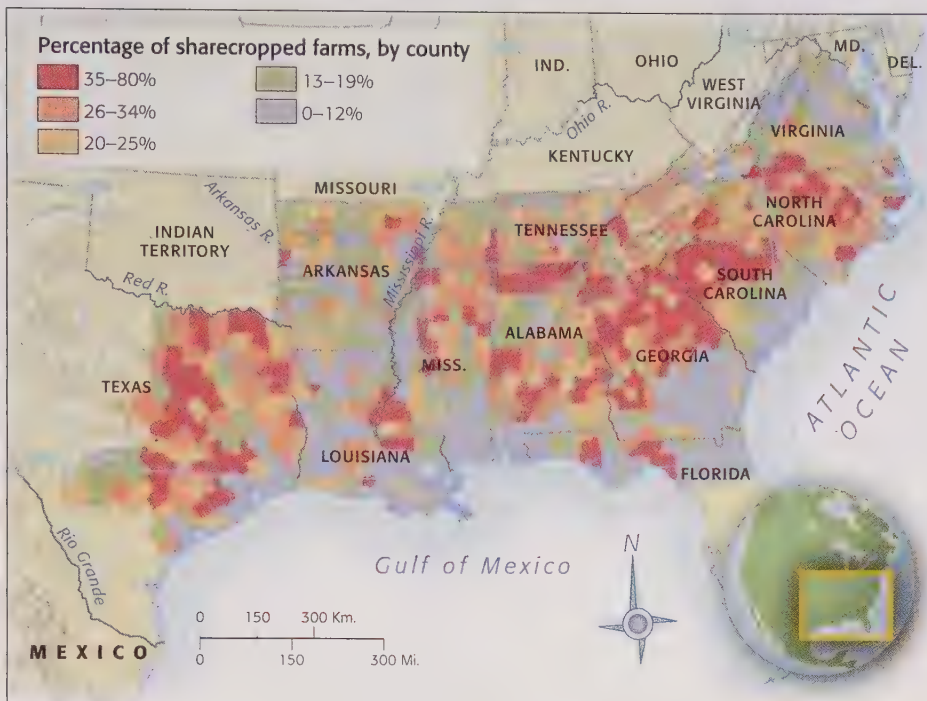 Percentage of sharecropped farms, by county
35–80%
26–34%
20–25%
13–19%
0–12%
IND.
OHIO
MD.
DEL.
WEST
VIRGINIA
Ohio R.
VIRGINIA
KENTUCKY
MISSOURI
Arkansas R.
INDIAN
TERRITORY
Mississippi R.
TENNESSEE
NORTH
CAROLINA
ARKANSAS
Red R.
SOUTH
CAROLINA
ALABAMA
MISS.
GEORGIA
TEXAS
ATLANTIC
OCEAN
LOUISIANA
FLORIDA
Rio Grande
Gulf of Mexico
N
0 150 300 Km.
0 150 300 Mi.
MEXICO